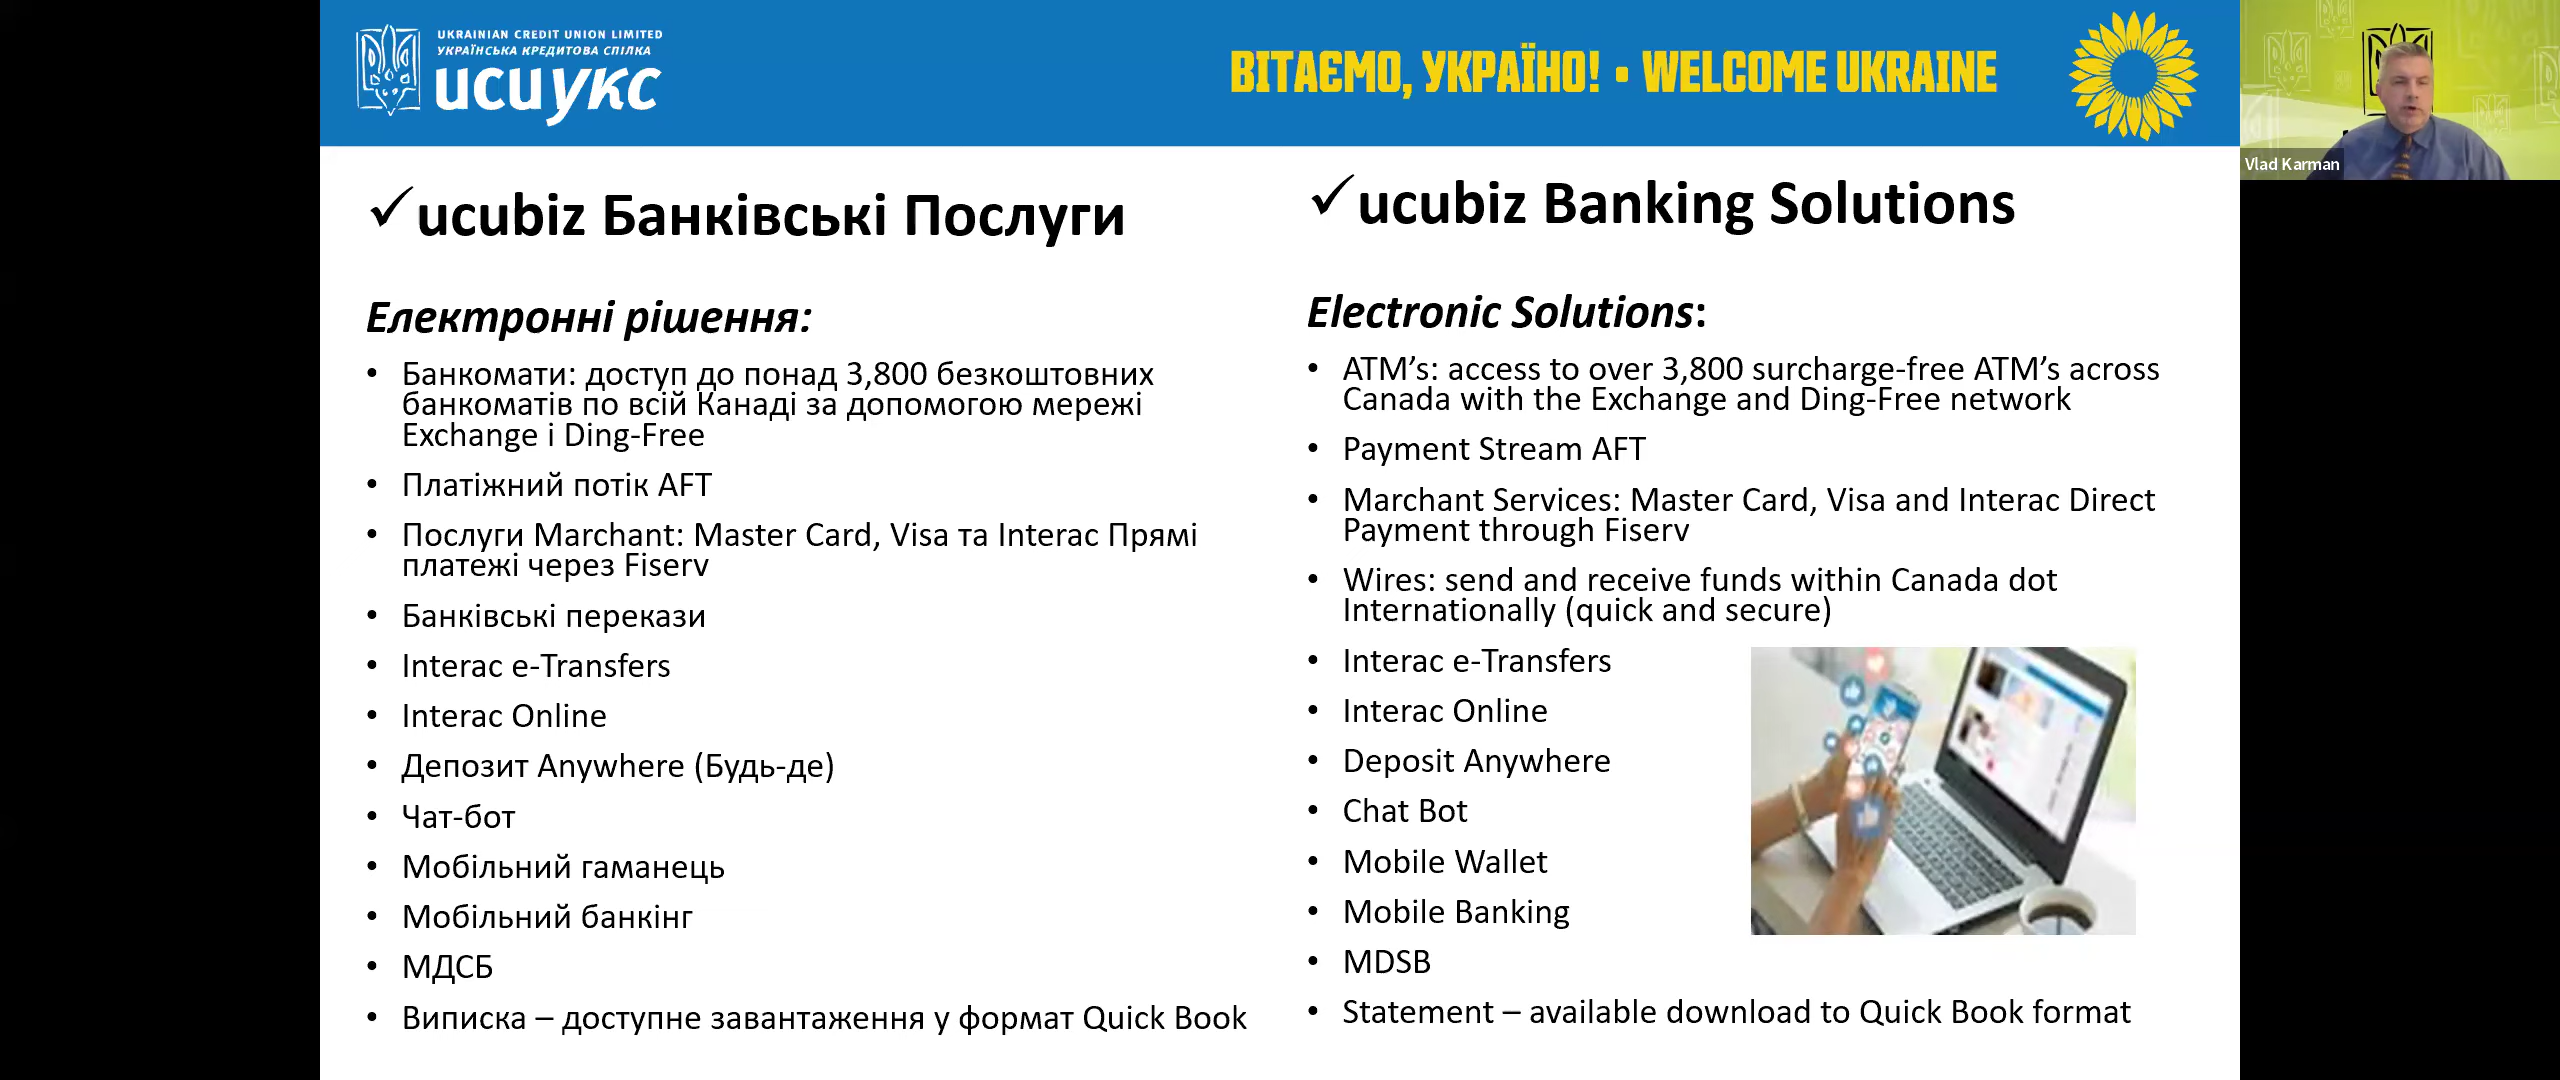 UKRAINIAN CREDIT UNION LIMITED
УКРАЇНСЬКА КРЕДИТОВА СПІЛКА
ucuукс
ВІТАЄМО, УКРАЇНО! • WELCOME UKRAINE
Vlad Karman
✓ucubiz Банківські Послуги
Електронні рішення:
• Банкомати: доступ до понад 3,800 безкоштовних
банкоматів по всій Канаді за допомогою мережі
Exchange і Ding-Free
• Платіжний потік AFT
• Послуги Marchant: Master Card, Visa та Interac Прямі
платежі через Fiserv
• Банківські перекази
• Interac e-Transfers
• Interac Online
• Депозит Anywhere (Будь-де)
• Чат-бот
• Мобільний гаманець
• Мобільний банкінг
• МДСБ
• Виписка – доступне завантаження у формат Quick Book
✓ucubiz Banking Solutions
Electronic Solutions:
• ATM’s: access to over 3,800 surcharge-free ATM’s across
Canada with the Exchange and Ding-Free network
• Payment Stream AFT
• Marchant Services: Master Card, Visa and Interac Direct
Payment through Fiserv
• Wires: send and receive funds within Canada dot
Internationally (quick and secure)
• Interac e-Transfers
• Interac Online
• Deposit Anywhere
• Chat Bot
• Mobile Wallet
• Mobile Banking
• MDSB
• Statement – available download to Quick Book format